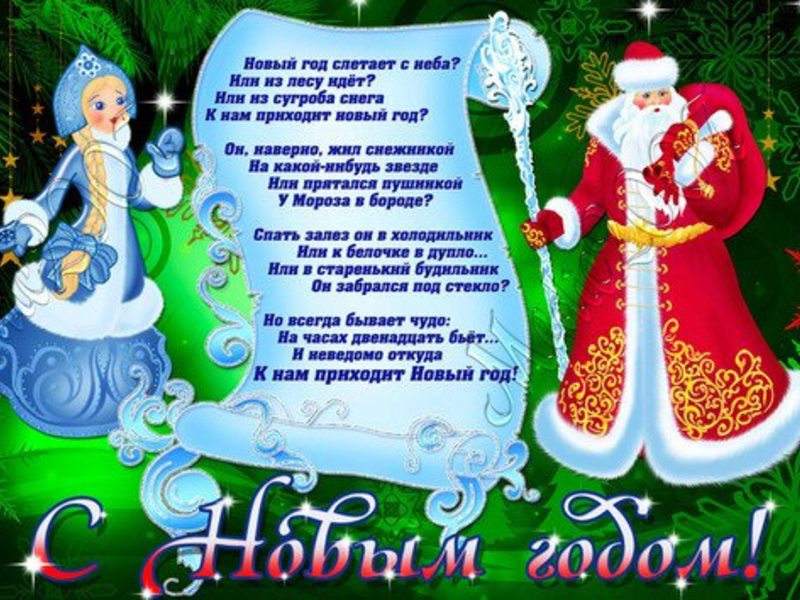 Новый год слетает с неба?
Или из лесу идёт?
Или из сугроба снега
К нам приходит новый год?
Он, наверно, жил снежинкой
На какой-нибудь звезде
Или прятался пушинкой
У Мороза в бороде?
Спать залез он в холодильник
Или к белочке в дупло...
Или в старенький будильник
Он забрался под стекло?
Но всегда бывает чудо:
На часах двенадцать бьёт...
И неведомо откуда
К нам приходит Новый год!
С Новым годом!